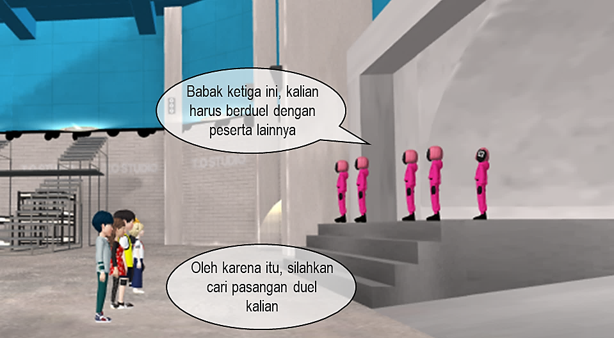 Babak ketiga ini, kalian
harus berduel dengan
peserta lainnya
Oleh karena itu, silahkan
cari pasangan duel
kalian